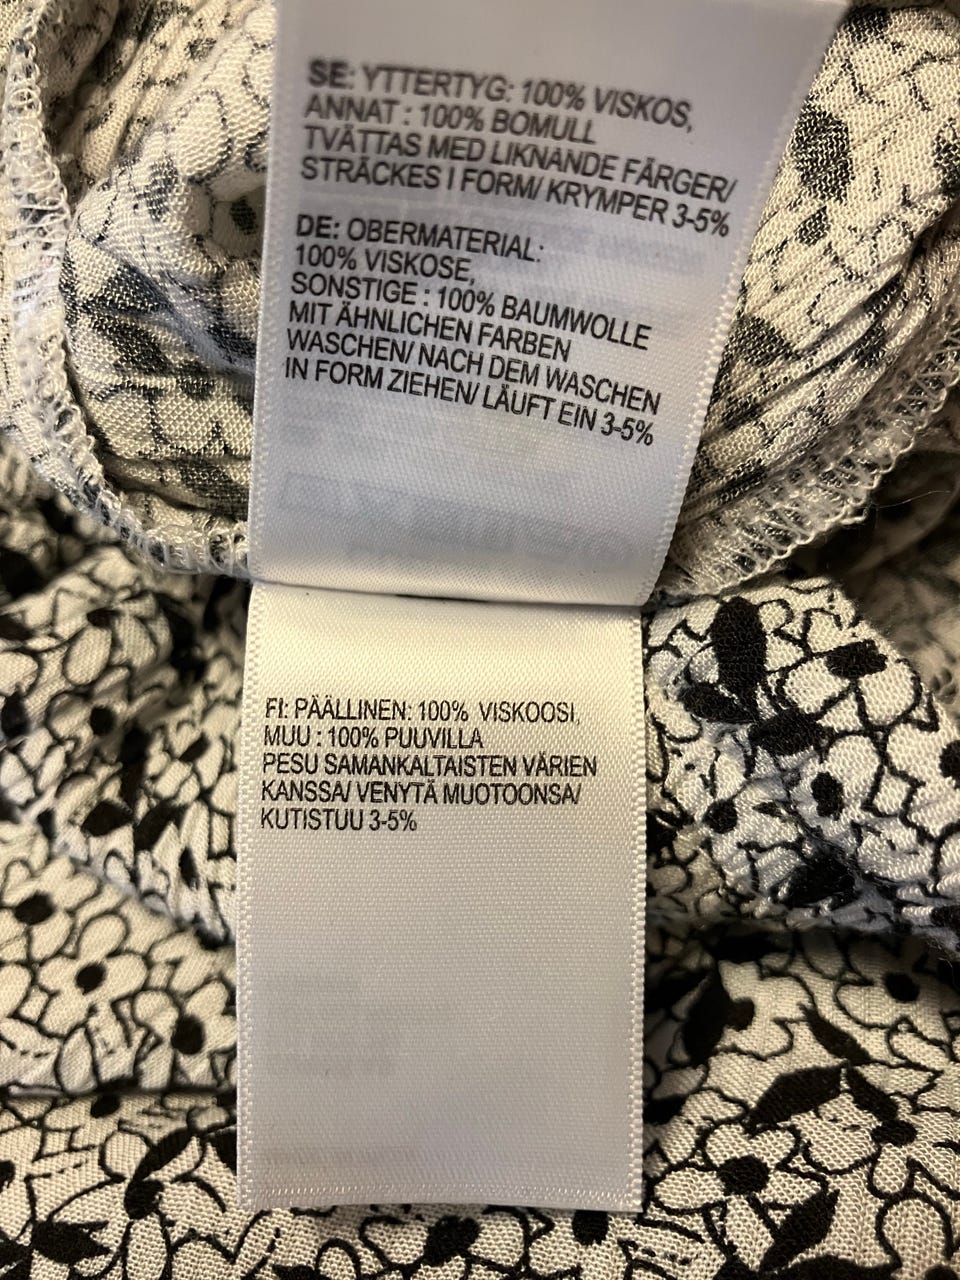 SE: YTTERTYG: 100% VISKOS,
ANNAT : 100% BOMULL
TVÄTTAS MED LIKNANDE FÄRGER/
STRÄCKES I FORM/ KRYMPER 3-5%
DE: OBERMATERIAL:
100% VISKOSE,
SONSTIGE : 100% BAUMWOLLE
MIT ÄHNLICHEN FARBEN
WASCHEN/ NACH DEM WASCHEN
IN FORM ZIEHEN/ LÄUFT EIN 3-5%
FI: PÄÄLLINEN: 100% VISKOOSI,
MUU : 100% PUUVILLA
PESU SAMANKALTAISTEN VÄRIEN
KANSSA/ VENYTÄ MUOTOONSA/
KUTISTUU 3-5%